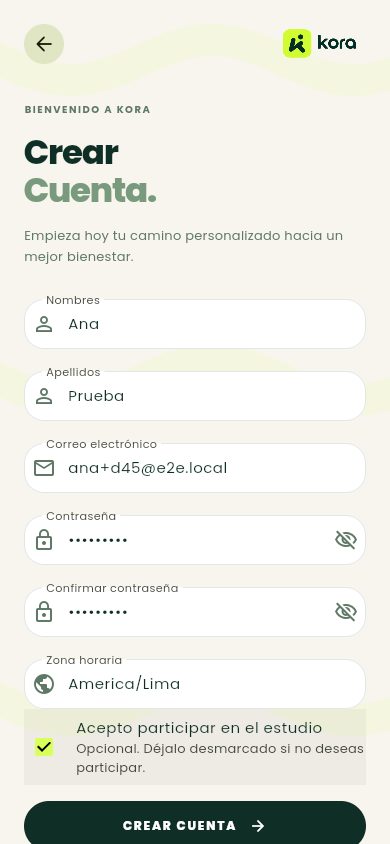 kora
BIENVENIDO A KORA
Crear
Cuenta.
Empieza hoy tu camino personalizado hacia un
mejor bienestar.
Nombres
Ana
Apellidos
Prueba
Correo electrónico
ana+d45@e2e.local
Contraseña
•••••••••
Confirmar contraseña
•••••••••
Zona horaria
America/Lima
Acepto participar en el estudio
Opcional. Déjalo desmarcado si no deseas
participar.
CREAR CUENTA